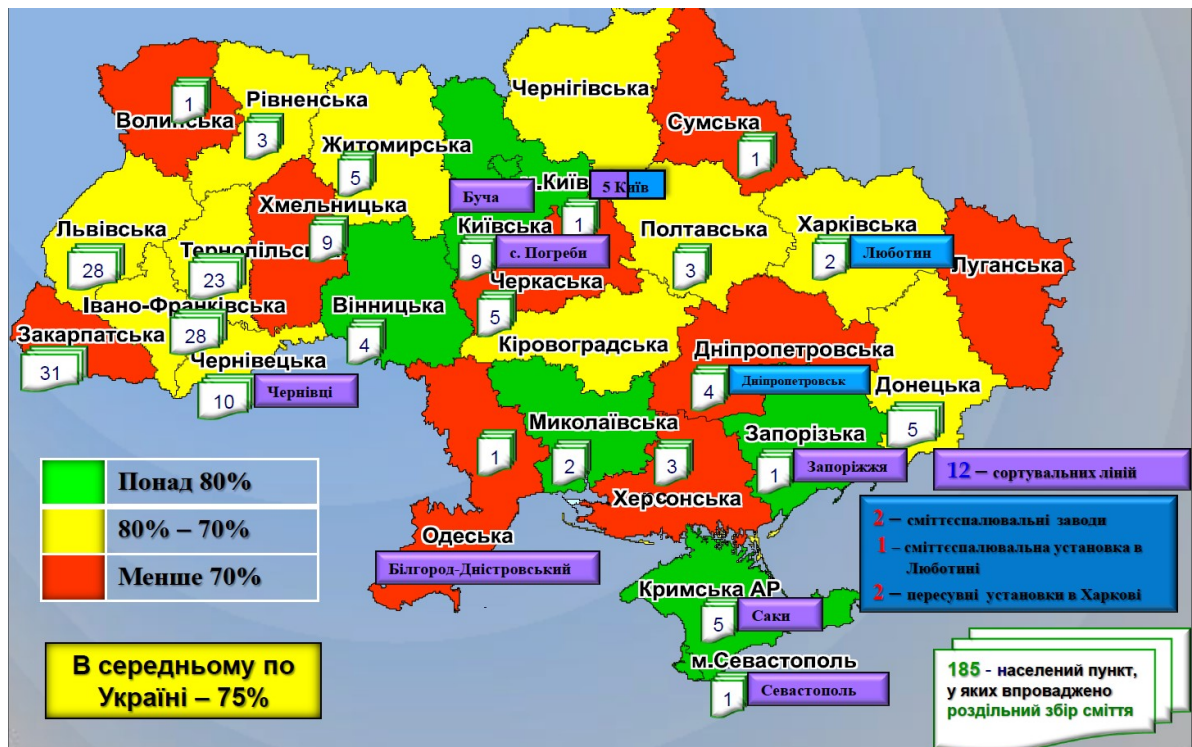 Чернігівська
Рівненська
1
Волинська
Сумська
3
Житомирська
1
5
м.Київ
5 Київ
Буча
Хмельницька
1
Київська
Полтавська
Харківська
Львівська
9
с. Погреби
Люботин
Тернопільс
9
2
Луганська
28
23
3
Черкаська
Івано-Франківська
Вінницька
5
Закарпатська
28
4
Кіровоградська
Дніпропетровська
31
Чернівецька
Дніпропетровськ
Донецька
10
Чернівці
4
5
Миколаївська
Запорізька
1
2
3
1
Запоріжжя
12 – сортувальних ліній
Понад 80%
Херсонська
80% – 70%
2 – сміттєспалювальні заводи
Одеська
1 – сміттєспалювальна установка в
Люботині
Менше 70%
Білгород-Дністровський
Кримська АР
2 – пересувні установки в Харкові
5
Саки
В середньому по
Україні – 75%
м.Севастополь
1
Севастополь
185 - населений пункт,
у яких впроваджено
роздільний збір сміття